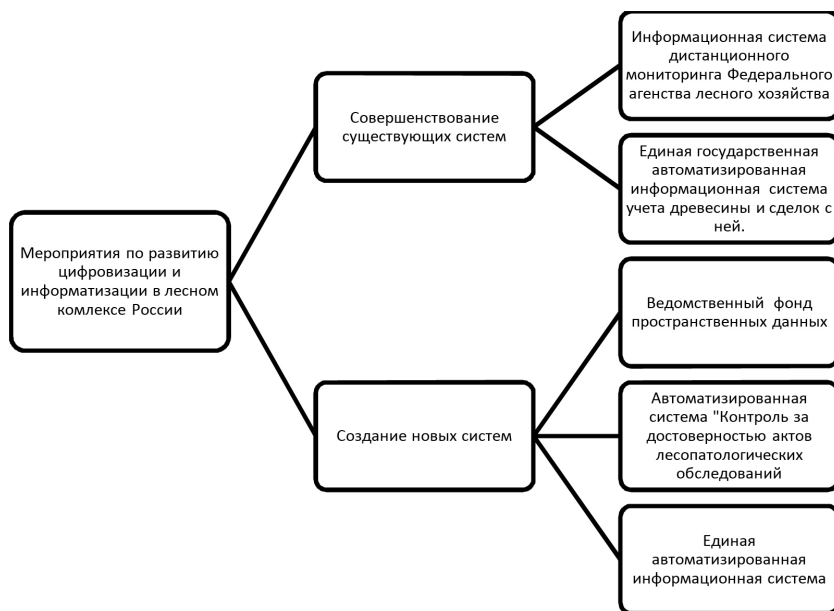 Мероприятия по развитию
цифровизации и
информатизации в лесном
комлексе России
Совершенствование
существующих систем
Информационная система
дистанционного
мониторинга Федерального
агенства лесного хозяйства
Единая государственная
автоматизированная
информационная система
учета древесины и сделок с
ней.
Создание новых систем
Ведомственный фонд
пространственных данных
Автоматизированная
система "Контроль за
достоверностью актов
лесопатологических
обследований
Единая
автоматизированная
информационная система